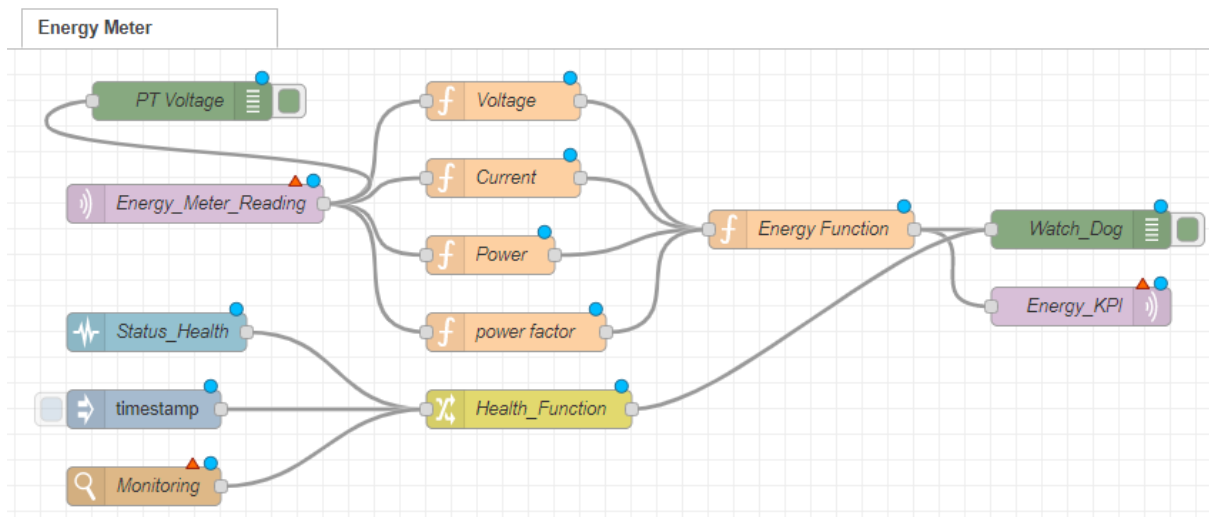 Energy Meter
PT Voltage
Voltage
Energy_Meter_Reading
Current
Energy Function
Watch_Dog
Power
Energy_KPI
Status_Health
power factor
timestamp
Health_Function
Monitoring